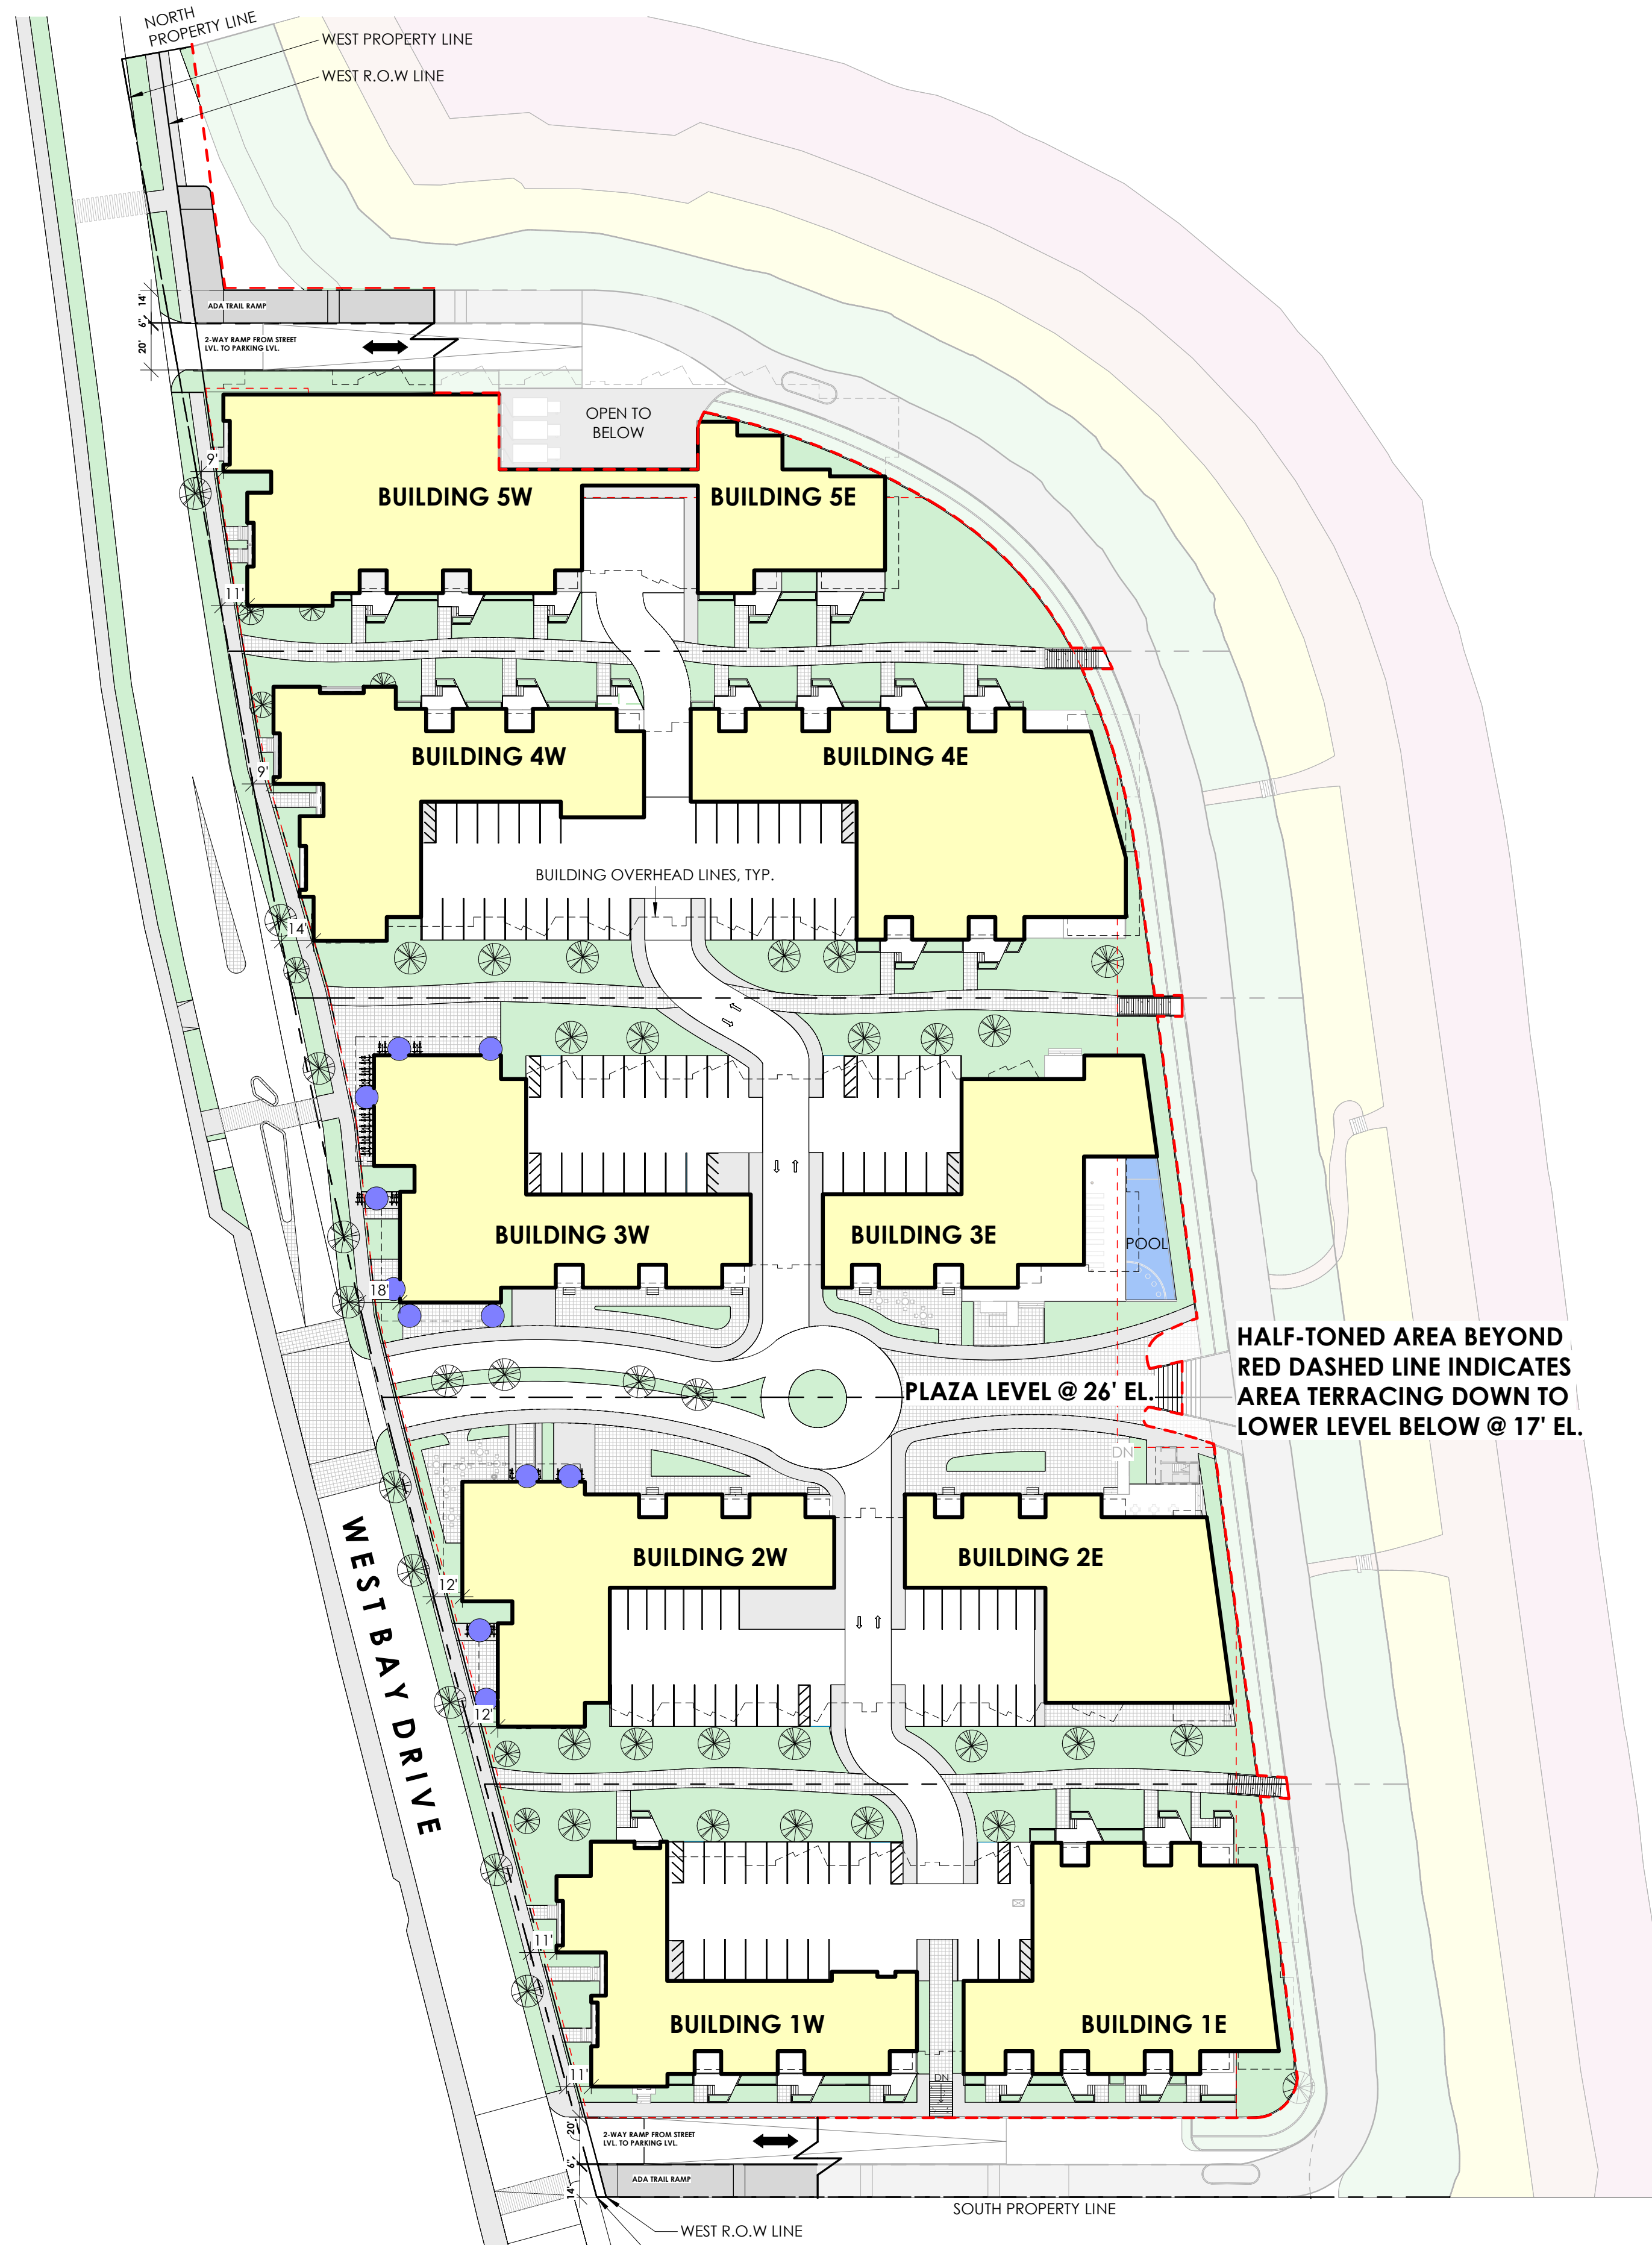 NORTH
PROPERTY LINE
WEST PROPERTY LINE
WEST R.O.W LINE
14'
6"
20'
ADA TRAIL RAMP
2-WAY RAMP FROM STREET
LVL. TO PARKING LVL.
OPEN TO
BELOW
9'
BUILDING 5W
BUILDING 5E
11'
BUILDING 4W
BUILDING 4E
9'
BUILDING OVERHEAD LINES, TYP.
14'
BUILDING 3W
BUILDING 3E
POOL
18'
HALF-TONED AREA BEYOND
RED DASHED LINE INDICATES
AREA TERRACING DOWN TO
LOWER LEVEL BELOW @ 17' EL.
PLAZA LEVEL @ 26' EL.
DN
WEST BAY DRIVE
BUILDING 2W
BUILDING 2E
12'
12'
11'
BUILDING 1W
BUILDING 1E
11'
DN
20'
6"
14'
2-WAY RAMP FROM STREET
LVL. TO PARKING LVL.
ADA TRAIL RAMP
SOUTH PROPERTY LINE
WEST R.O.W LINE